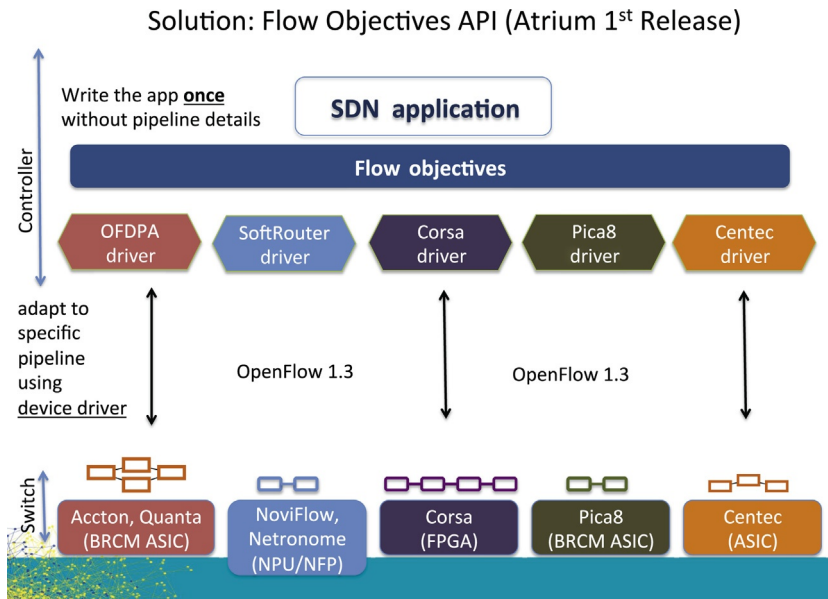 Solution: Flow Objectives API (Atrium 1st Release)
Write the app once
without pipeline details
SDN application
Controller
Flow objectives
OFDPA
driver
SoftRouter
driver
Corsa
driver
Pica8
driver
Centec
driver
adapt to
specific
pipeline
using
device driver
OpenFlow 1.3
OpenFlow 1.3
Switch
Accton, Quanta
(BRCM ASIC)
NoviFlow,
Netronome
(NPU/NFP)
Corsa
(FPGA)
Pica8
(BRCM ASIC)
Centec
(ASIC)